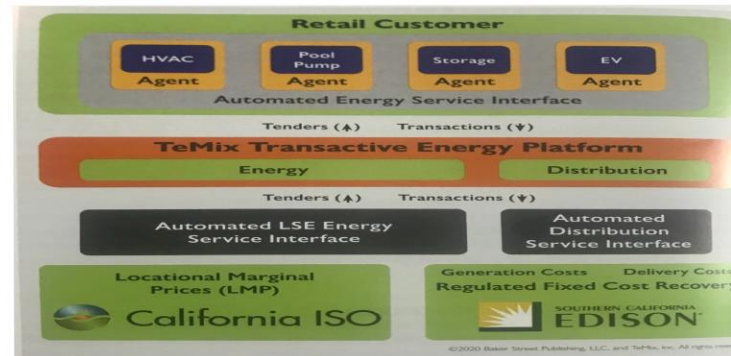 Retail Customer
HVAC
Agent
Pool
Pump
Agent
Storage
Agent
EV
Agent
Automated Energy Service Interface
Tenders (↑) Transactions (↓)
TeMix Transactive Energy Platform
Energy
Distribution
Tenders (↑) Transactions (↓)
Automated LSE Energy
Service Interface
Automated
Distribution
Service Interface
Locational Marginal
Prices (LMP)
California ISO
Generation Costs Delivery Costs
Regulated Fixed Cost Recovery
SOUTHERN CALIFORNIA
EDISON
©2020 Baker Street Publishing, LLC, and TeMix, Inc. All rights